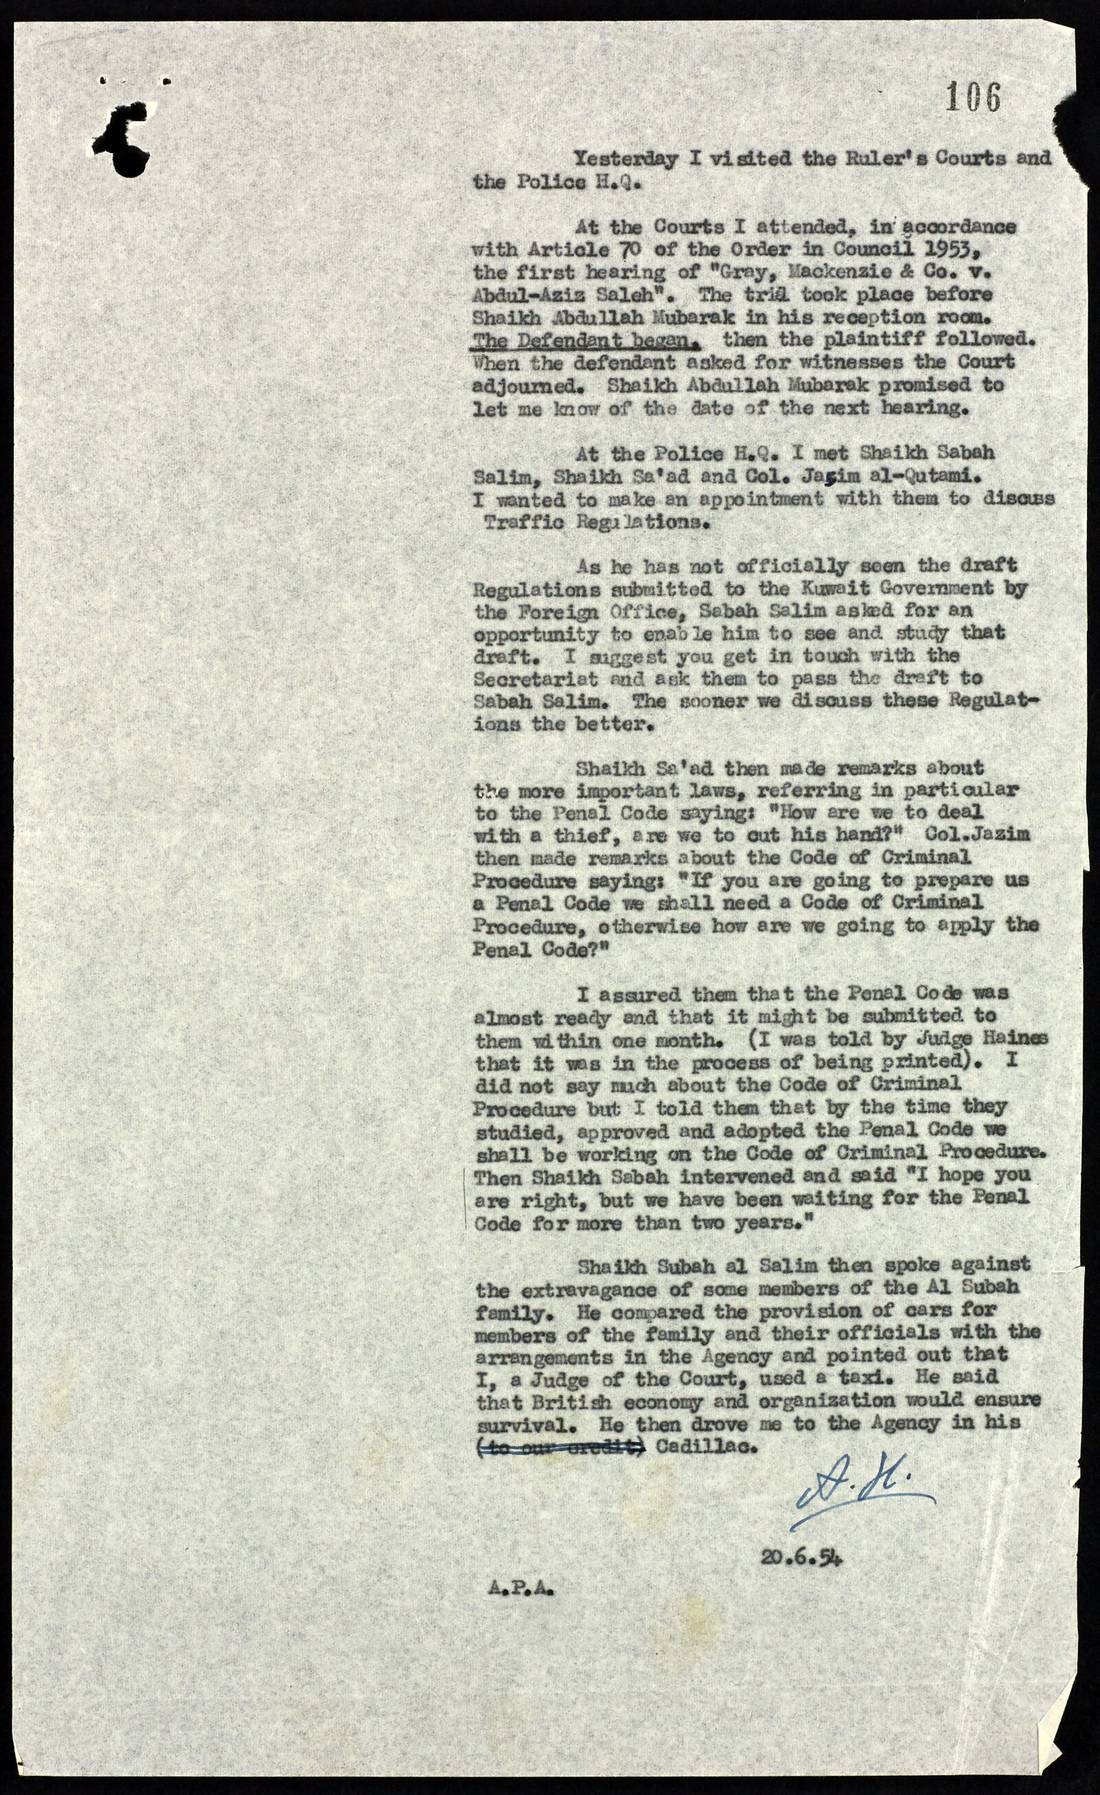 106
Yesterday I visited the Ruler's Courts and
the Police H.Q.
At the Courts I attended, in accordance
with Article 70 of the Order in Council 1953,
the first hearing of "Gray, Mackenzie & Co. v.
Abdul-Aziz Saleh". The trial took place before
Shaikh Abdullah Mubarak in his reception room.
The Defendant began, then the plaintiff followed.
When the defendant asked for witnesses the Court
adjourned. Shaikh Abdullah Mubarak promised to
let me know of the date of the next hearing.
At the Police H.Q. I met Shaikh Sabah
Salim, Shaikh Sa'ad and Col. Jasim al-Qutami.
I wanted to make an appointment with them to discuss
Traffic Regulations.
As he has not officially seen the draft
Regulations submitted to the Kuwait Government by
the Foreign Office, Sabah Salim asked for an
opportunity to enable him to see and study that
draft. I suggest you get in touch with the
Secretariat and ask them to pass the draft to
Sabah Salim. The sooner we discuss these Regulat-
ions the better.
Shaikh Sa'ad then made remarks about
the more important laws, referring in particular
to the Penal Code saying: "How are we to deal
with a thief, are we to cut his hand?" Col.Jazim
then made remarks about the Code of Criminal
Procedure saying: "If you are going to prepare us
a Penal Code we shall need a Code of Criminal
Procedure, otherwise how are we going to apply the
Penal Code?"
I assured them that the Penal Code was
almost ready and that it might be submitted to
them within one month. (I was told by Judge Haines
that it was in the process of being printed). I
did not say much about the Code of Criminal
Procedure but I told them that by the time they
studied, approved and adopted the Penal Code we
shall be working on the Code of Criminal Procedure.
Then Shaikh Sabah intervened and said "I hope you
are right, but we have been waiting for the Penal
Code for more than two years."
Shaikh Subah al Salim then spoke against
the extravagance of some members of the Al Subah
family. He compared the provision of cars for
members of the family and their officials with the
arrangements in the Agency and pointed out that
I, a Judge of the Court, used a taxi. He said
that British economy and organization would ensure
survival. He then drove me to the Agency in his
(to our credit) Cadillac.
A. H.
20.6.54
A.P.A.